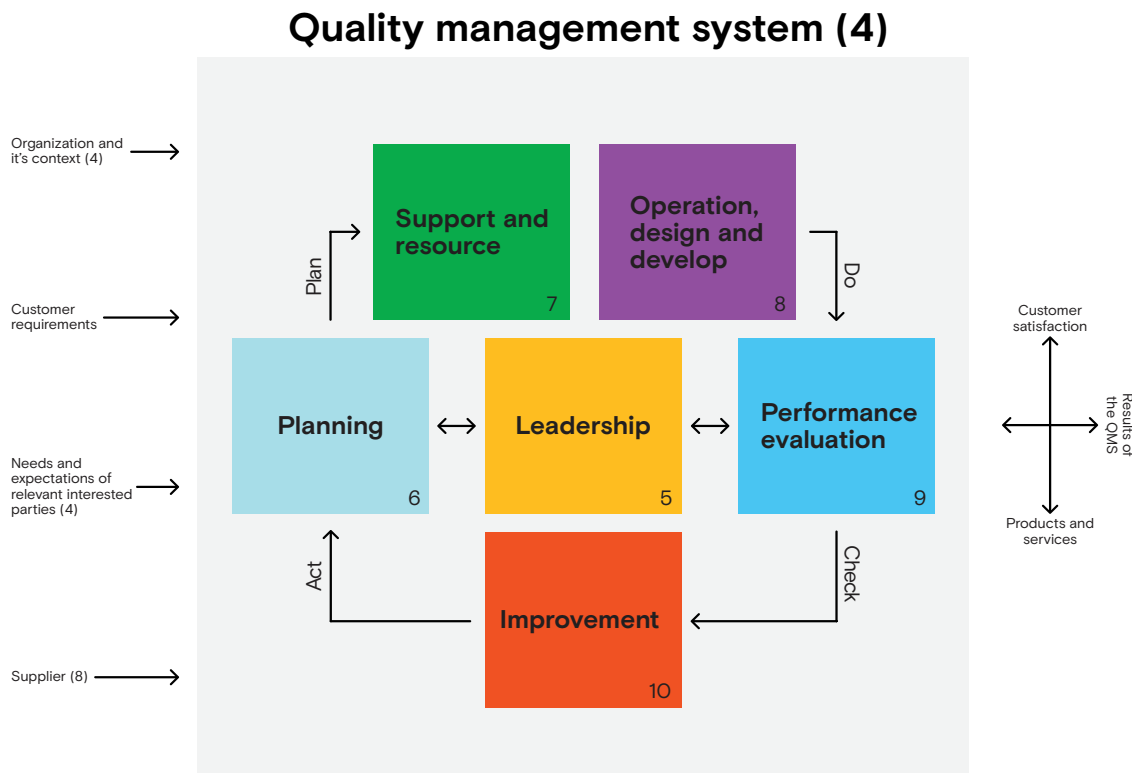 Quality management system (4)
Organization and
it's context (4)
Customer
requirements
Needs and
expectations of
relevant interested
parties (4)
Supplier (8)
Plan
Support and
resource
7
Operation,
design and
develop
8
Do
Planning
6
Leadership
5
Performance
evaluation
9
Act
Improvement
10
Check
Customer
satisfaction
Results of
the QMS
Products and
services